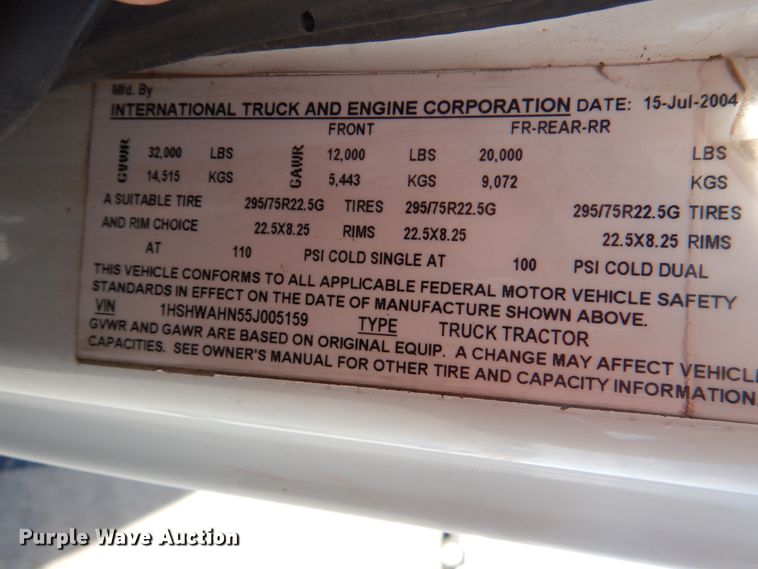 Mfd. By
INTERNATIONAL TRUCK AND ENGINE CORPORATION DATE: 15-Jul-2004
FRONT FR-REAR-RR
GVWR 32,000 LBS GAWR 12,000 LBS 20,000 LBS
14,515 KGS 5,443 KGS 9,072 KGS
A SUITABLE TIRE 295/75R22.5G TIRES 295/75R22.5G 295/75R22.5G TIRES
AND RIM CHOICE 22.5X8.25 RIMS 22.5X8.25 22.5X8.25 RIMS
AT 110 PSI COLD SINGLE AT 100 PSI COLD DUAL
THIS VEHICLE CONFORMS TO ALL APPLICABLE FEDERAL MOTOR VEHICLE SAFETY
STANDARDS IN EFFECT ON THE DATE OF MANUFACTURE SHOWN ABOVE.
VIN 1HSHWAHN55J005159 TYPE TRUCK TRACTOR
GVWR AND GAWR ARE BASED ON ORIGINAL EQUIP. A CHANGE MAY AFFECT VEHICL
CAPACITIES. SEE OWNER'S MANUAL FOR OTHER TIRE AND CAPACITY INFORMATION.
Purple Wave Auction